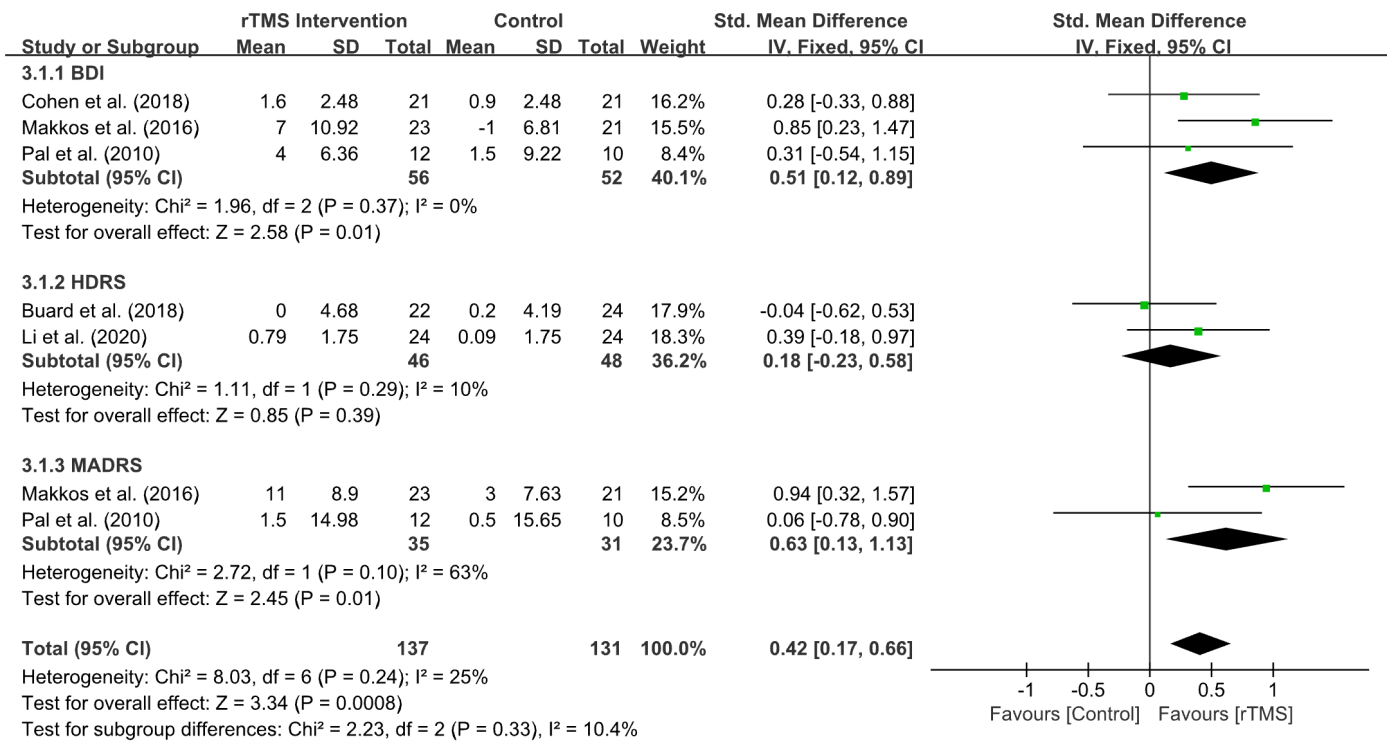 rTMS Intervention Control Std. Mean Difference Std. Mean Difference
Study or Subgroup Mean SD Total Mean SD Total Weight IV, Fixed, 95% CI IV, Fixed, 95% CI
3.1.1 BDI
Cohen et al. (2018) 1.6 2.48 21 0.9 2.48 21 16.2% 0.28 [-0.33, 0.88]
Makkos et al. (2016) 7 10.92 23 -1 6.81 21 15.5% 0.85 [0.23, 1.47]
Pal et al. (2010) 4 6.36 12 1.5 9.22 10 8.4% 0.31 [-0.54, 1.15]
Subtotal (95% CI) 56 52 40.1% 0.51 [0.12, 0.89]
Heterogeneity: Chi² = 1.96, df = 2 (P = 0.37); I² = 0%
Test for overall effect: Z = 2.58 (P = 0.01)
3.1.2 HDRS
Buard et al. (2018) 0 4.68 22 0.2 4.19 24 17.9% -0.04 [-0.62, 0.53]
Li et al. (2020) 0.79 1.75 24 0.09 1.75 24 18.3% 0.39 [-0.18, 0.97]
Subtotal (95% CI) 46 48 36.2% 0.18 [-0.23, 0.58]
Heterogeneity: Chi² = 1.11, df = 1 (P = 0.29); I² = 10%
Test for overall effect: Z = 0.85 (P = 0.39)
3.1.3 MADRS
Makkos et al. (2016) 11 8.9 23 3 7.63 21 15.2% 0.94 [0.32, 1.57]
Pal et al. (2010) 1.5 14.98 12 0.5 15.65 10 8.5% 0.06 [-0.78, 0.90]
Subtotal (95% CI) 35 31 23.7% 0.63 [0.13, 1.13]
Heterogeneity: Chi² = 2.72, df = 1 (P = 0.10); I² = 63%
Test for overall effect: Z = 2.45 (P = 0.01)
Total (95% CI) 137 131 100.0% 0.42 [0.17, 0.66]
Heterogeneity: Chi² = 8.03, df = 6 (P = 0.24); I² = 25%
Test for overall effect: Z = 3.34 (P = 0.0008)
Test for subgroup differences: Chi² = 2.23, df = 2 (P = 0.33), I² = 10.4%
-1 -0.5 0 0.5 1
Favours [Control] Favours [rTMS]